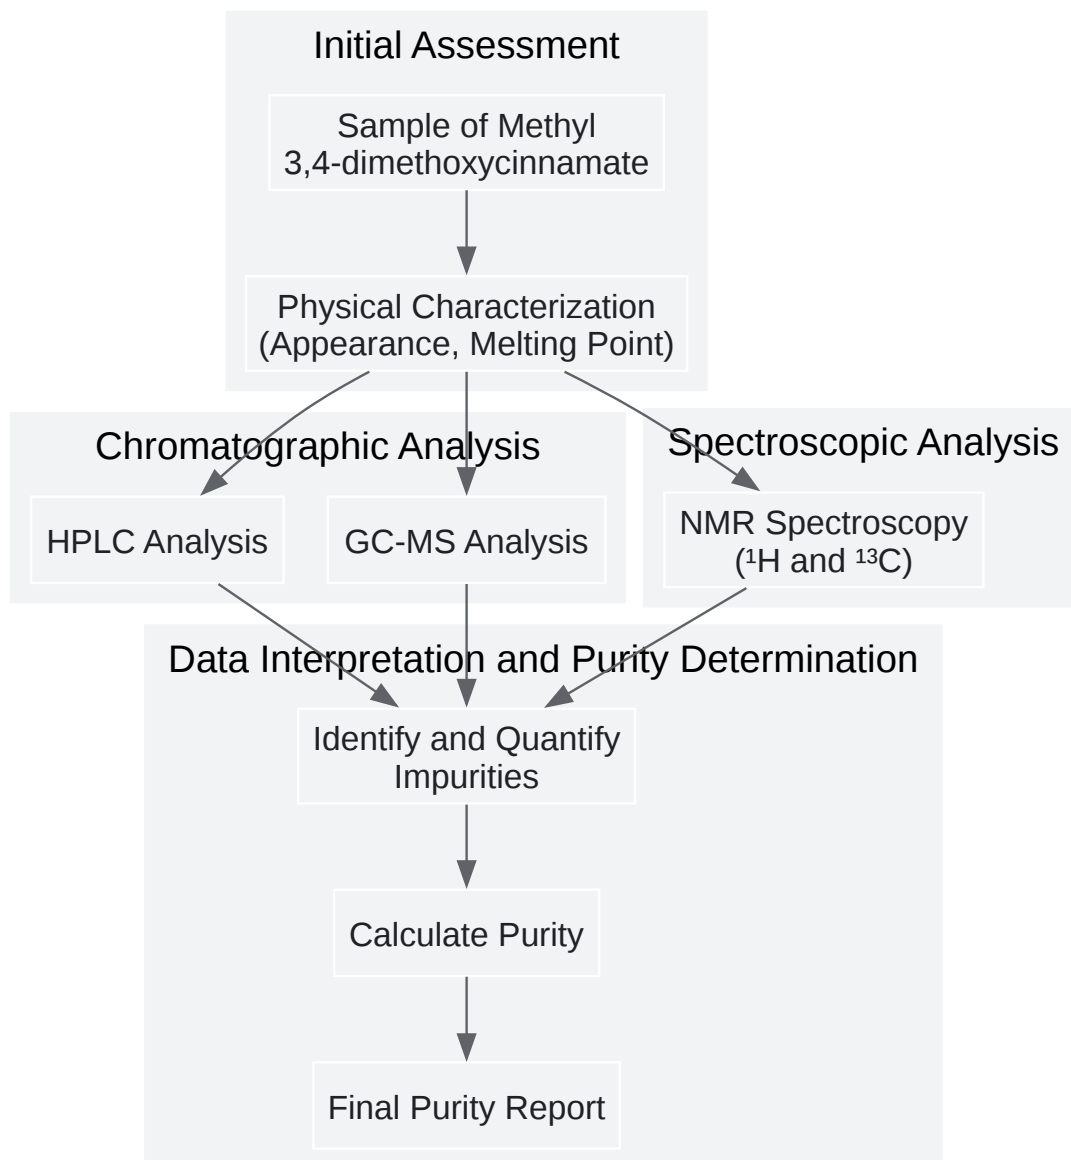 Initial Assessment
Sample of Methyl
3,4-dimethoxycinnamate
Physical Characterization
(Appearance, Melting Point)
Chromatographic Analysis
Spectroscopic Analysis
HPLC Analysis
GC-MS Analysis
NMR Spectroscopy
(¹H and ¹³C)
Data Interpretation and Purity Determination
Identify and Quantify
Impurities
Calculate Purity
Final Purity Report